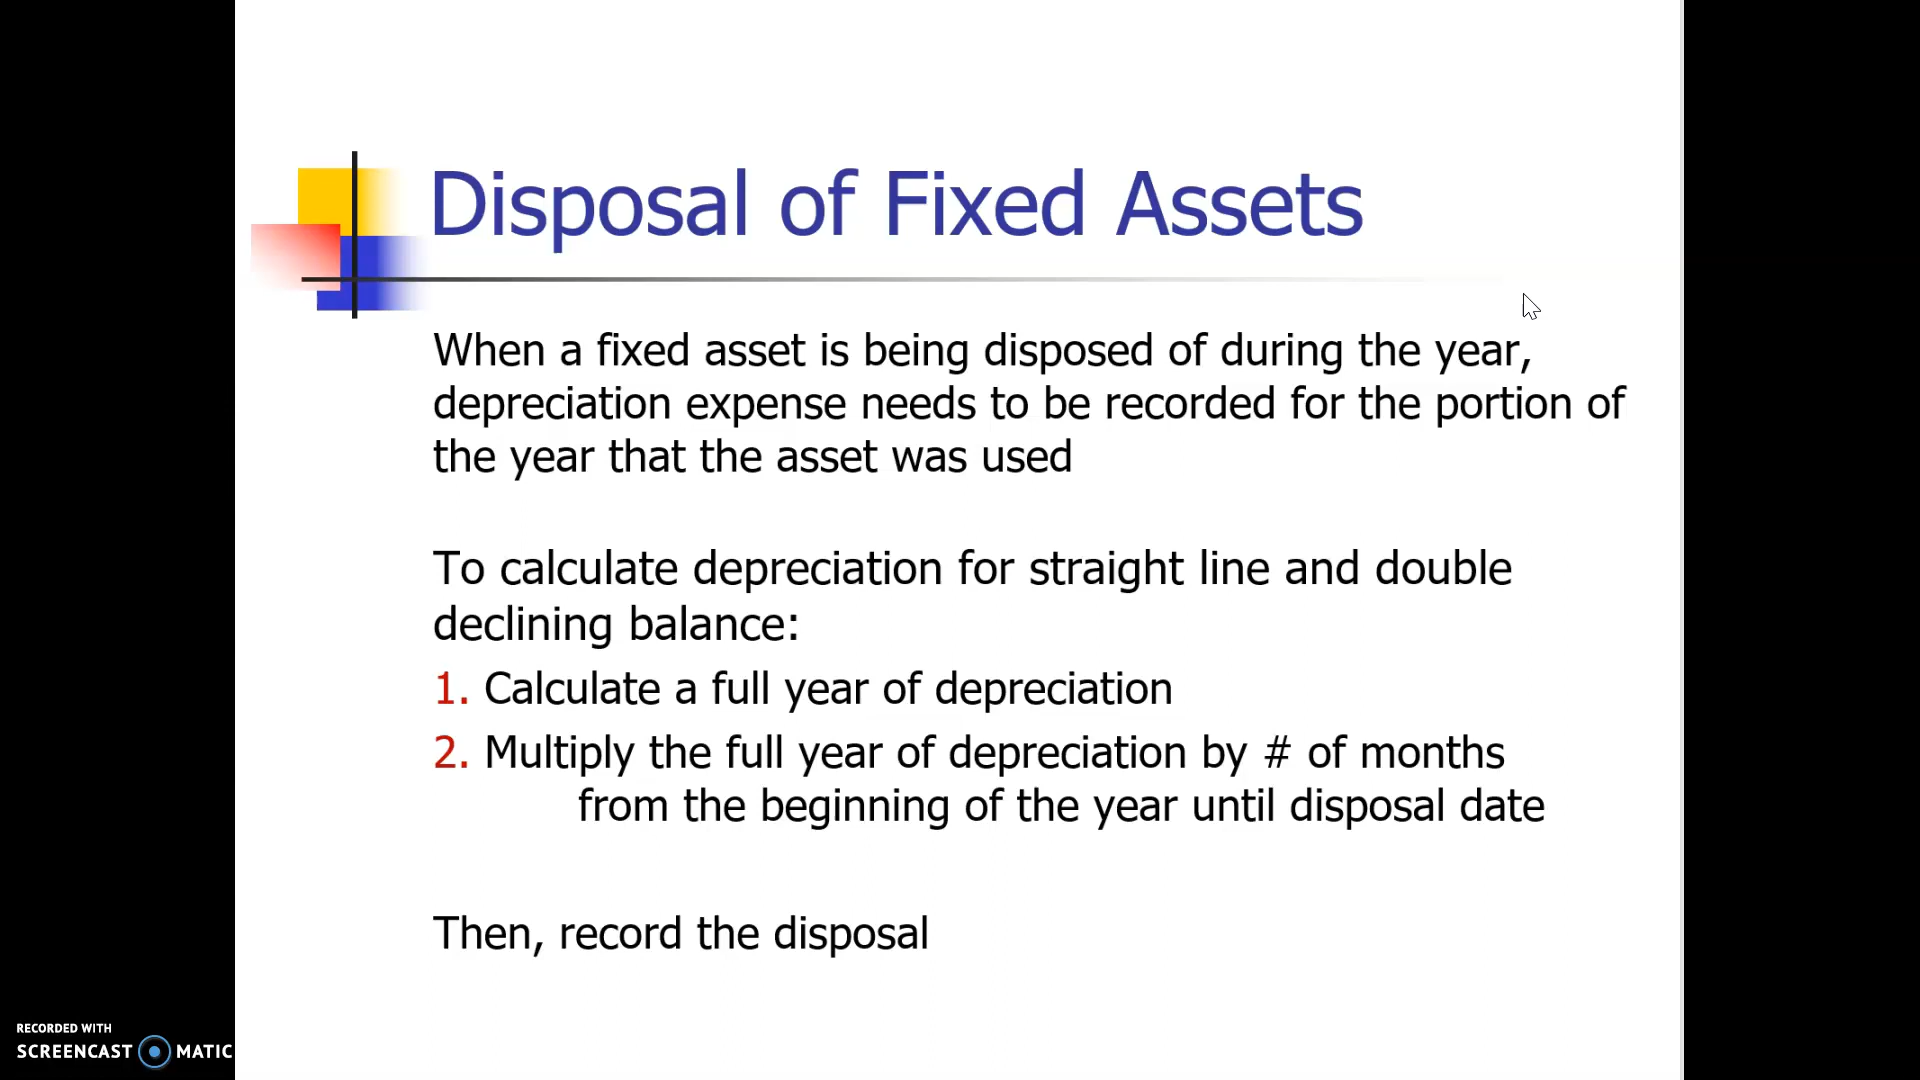 Disposal of Fixed Assets
When a fixed asset is being disposed of during the year,
depreciation expense needs to be recorded for the portion of
the year that the asset was used
To calculate depreciation for straight line and double
declining balance:
1. Calculate a full year of depreciation
2. Multiply the full year of depreciation by # of months
from the beginning of the year until disposal date
Then, record the disposal
RECORDED WITH
SCREENCAST MATIC